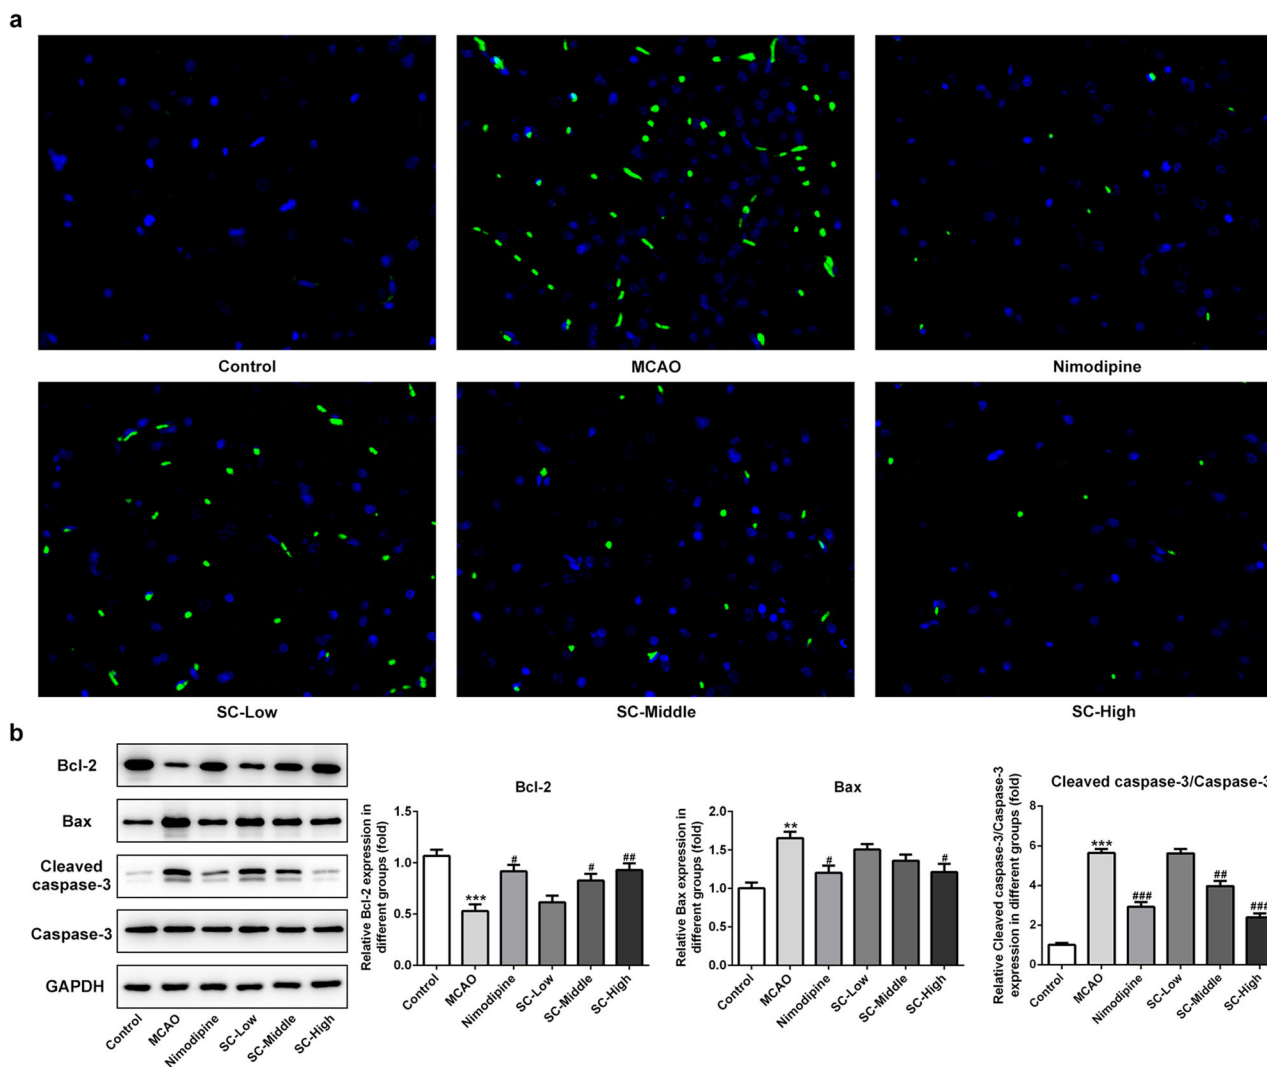 a
Control
MCAO
Nimodipine
SC-Low
SC-Middle
SC-High
b
Bcl-2
Bax
Cleaved
caspase-3
Caspase-3
GAPDH
Control
MCAO
Nimodipine
SC-Low
SC-Middle
SC-High
Bcl-2
Relative Bcl-2 expression in
different groups (fold)
1.5
1.0
0.5
0.0
***
#
#
##
Control
MCAO
Nimodipine
SC-Low
SC-Middle
SC-High
Bax
Relative Bax expression in
different groups (fold)
2.0
1.5
1.0
0.5
0.0
**
#
#
Control
MCAO
Nimodipine
SC-Low
SC-Middle
SC-High
Cleaved caspase-3/Caspase-3
Relative Cleaved caspase-3/Caspase-3
expression in different groups (fold)
8
6
4
2
0
***
###
##
###
Control
MCAO
Nimodipine
SC-Low
SC-Middle
SC-High